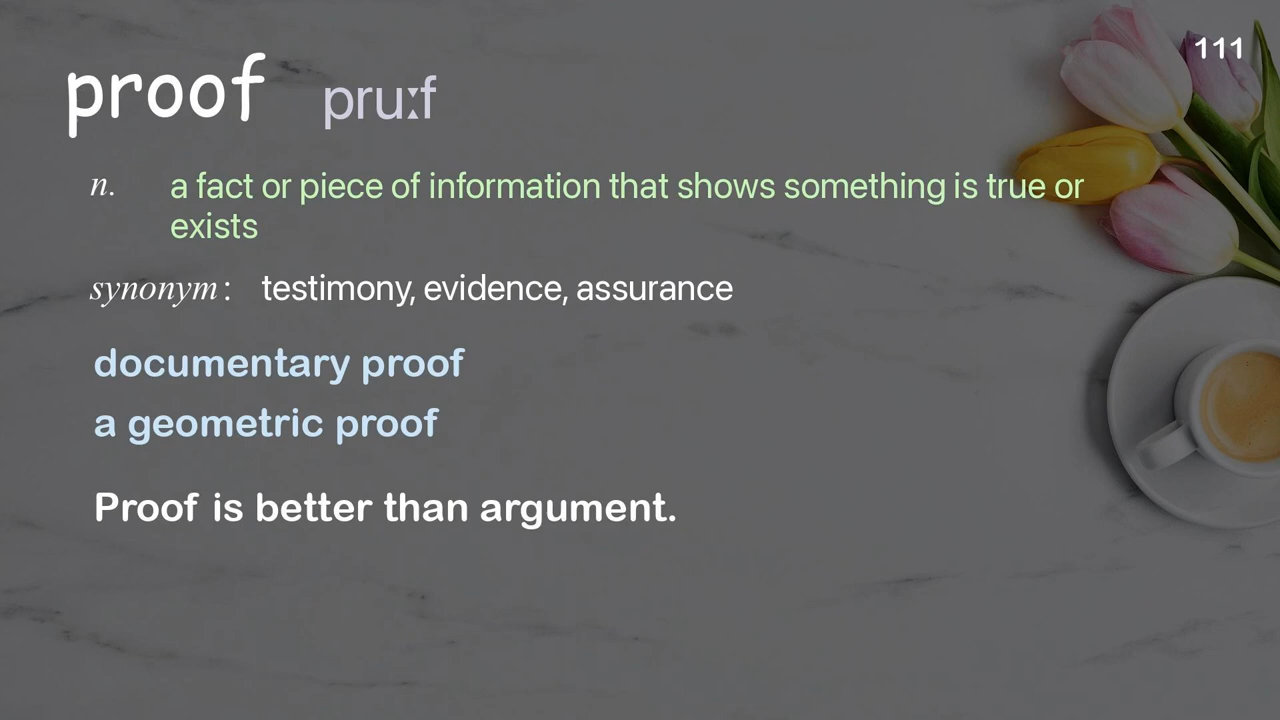 proof pruːf
111
n. a fact or piece of information that shows something is true or
exists
synonym: testimony, evidence, assurance
documentary proof
a geometric proof
Proof is better than argument.